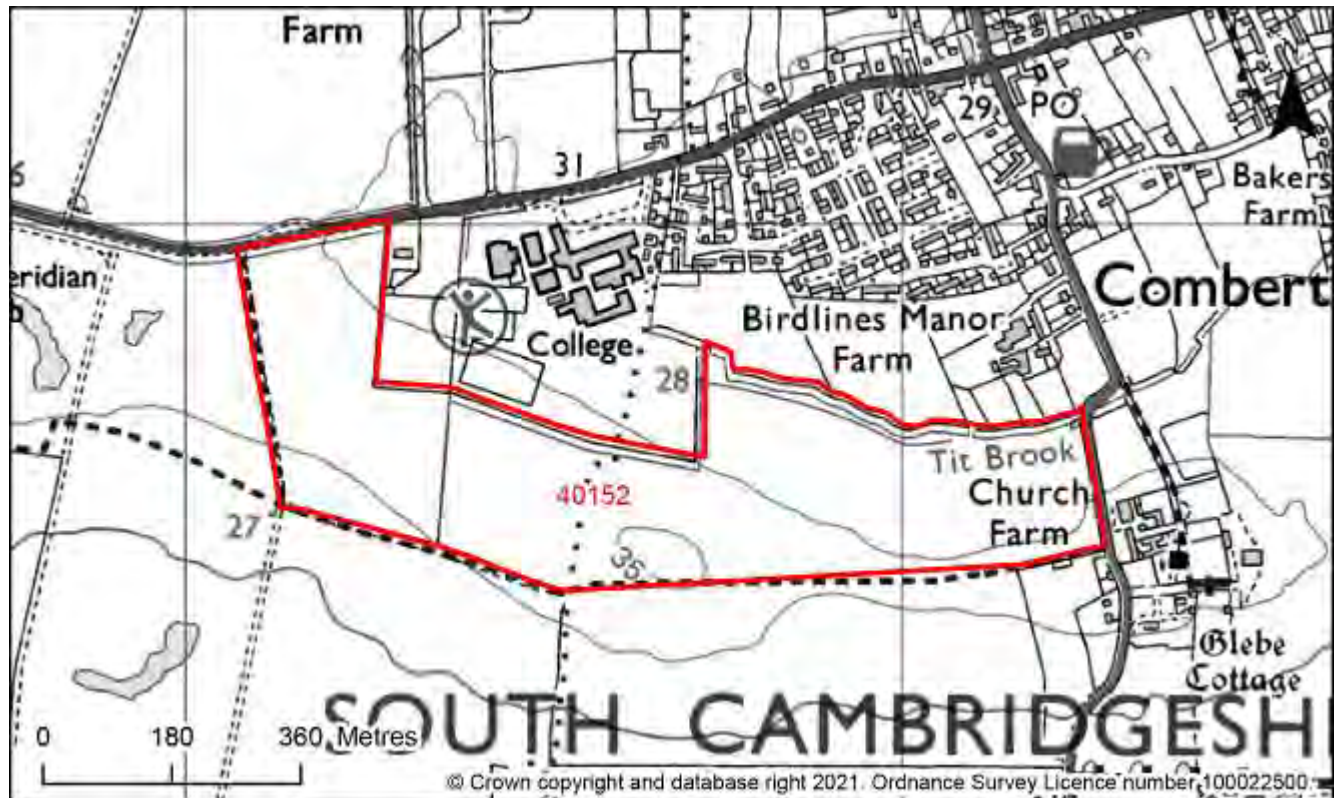 Farm
31
29
PO
Bakers
Farm
6
eridian
Combert
Birdlines Manor
Farm
College
28
Tit Brook
Church
Farm
40152
27
35
Glebe
Cottage
SOUTH CAMBRIDGESHI
0 180 360 Metres
© Crown copyright and database right 2021. Ordnance Survey Licence number 100022500.